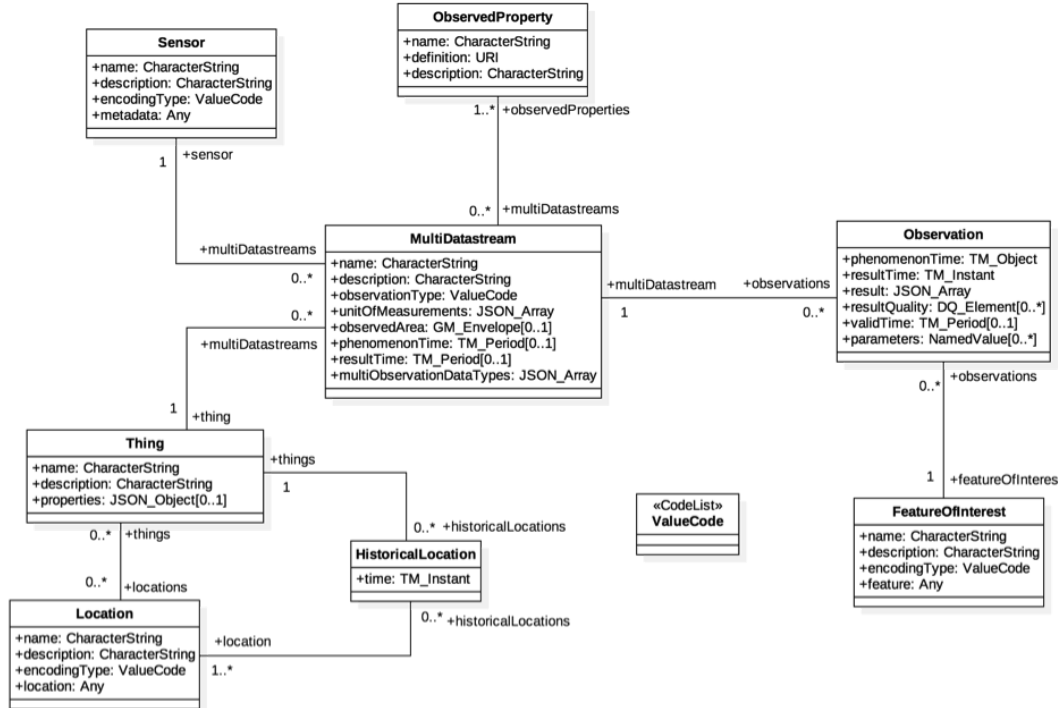 ObservedProperty
+name: CharacterString
+definition: URI
+description: CharacterString
Sensor
+name: CharacterString
+description: CharacterString
+encodingType: ValueCode
+metadata: Any
1..* +observedProperties
1 +sensor
0..* +multiDatastreams
+multiDatastreams
0..*
MultiDatastream
+name: CharacterString
+description: CharacterString
+observationType: ValueCode
+unitOfMeasurements: JSON_Array
+observedArea: GM_Envelope[0..1]
+phenomenonTime: TM_Period[0..1]
+resultTime: TM_Period[0..1]
+multiObservationDataTypes: JSON_Array
+multiDatastream
1
+observations
0..*
Observation
+phenomenonTime: TM_Object
+resultTime: TM_Instant
+result: JSON_Array
+resultQuality: DQ_Element[0..*]
+validTime: TM_Period[0..1]
+parameters: NamedValue[0..*]
0..*
+multiDatastreams
1 +thing
0..* +observations
1 +featureOfInteres
Thing
+name: CharacterString
+description: CharacterString
+properties: JSON_Object[0..1]
+things
1
0..* +historicalLocations
HistoricalLocation
+time: TM_Instant
0..* +historicalLocations
«CodeList»
ValueCode
FeatureOfInterest
+name: CharacterString
+description: CharacterString
+encodingType: ValueCode
+feature: Any
0..* +things
0..* +locations
Location
+name: CharacterString
+description: CharacterString
+encodingType: ValueCode
+location: Any
+location
1..*